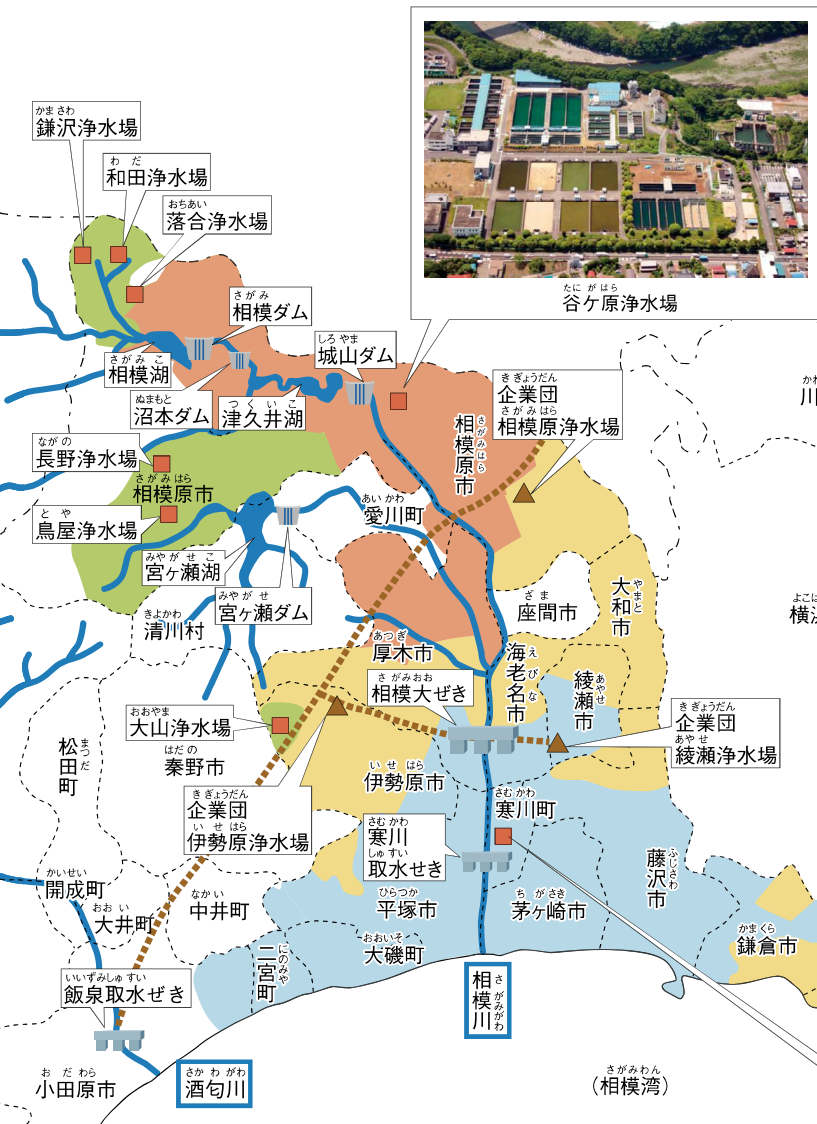 かまさわ
鎌沢浄水場
わだ
和田浄水場
おちあい
落合浄水場
たにがはら
谷ケ原浄水場
さがみ
相模ダム
しろやま
城山ダム
さがみこ
相模湖
ぬまもと
沼本ダム
つくいこ
津久井湖
きぎょうだん
企業団
さがみはら
相模原浄水場
さがみはら
相模原市
ながの
長野浄水場
さがみはら
相模原市
とや
鳥屋浄水場
あいかわ
愛川町
みやがせこ
宮ヶ瀬湖
みやがせ
宮ヶ瀬ダム
きよかわ
清川村
ざま
座間市
やまと
大和市
かわ
川
よこは
横浜
あつぎ
厚木市
えびな
海老名市
あやせ
綾瀬市
さがみおお
相模大ぜき
おおやま
大山浄水場
きぎょうだん
企業団
あやせ
綾瀬浄水場
まつだ
松田町
はだの
秦野市
いせはら
伊勢原市
きぎょうだん
企業団
いせはら
伊勢原浄水場
さむかわ
寒川町
さむかわ
寒川
しゅすい
取水せき
ふじさわ
藤沢市
かいせい
開成町
おおい
大井町
なかい
中井町
ひらつか
平塚市
ちがさき
茅ヶ崎市
かまくら
鎌倉市
にのみや
二宮町
おおいそ
大磯町
いいずみしゅすい
飯泉取水ぜき
さがみがわ
相模川
おだわら
小田原市
さかわがわ
酒匂川
さがみわん
（相模湾）